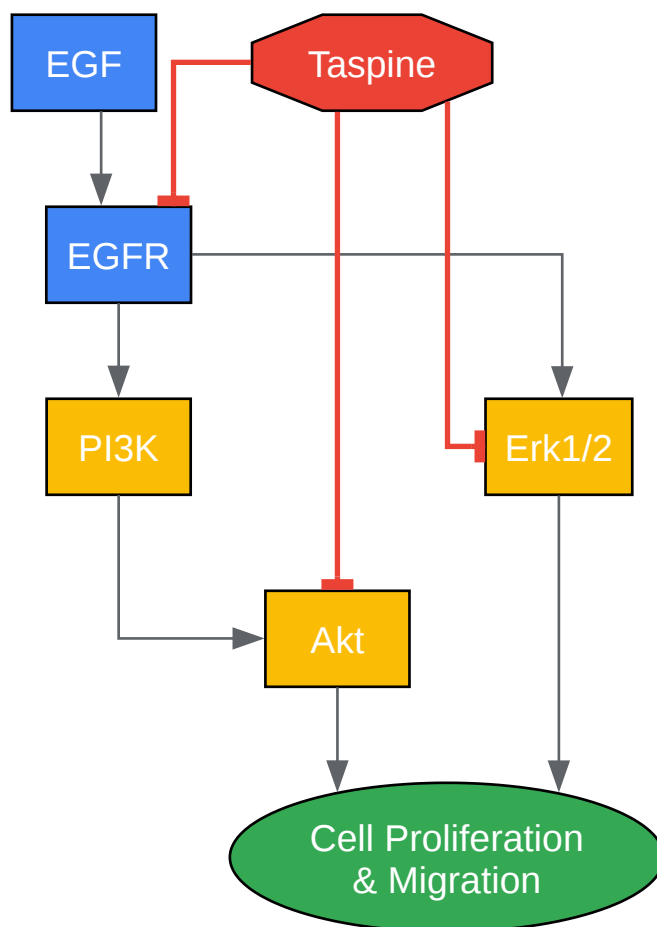 EGF
Taspine
EGFR
PI3K
Erk1/2
Akt
Cell Proliferation
& Migration